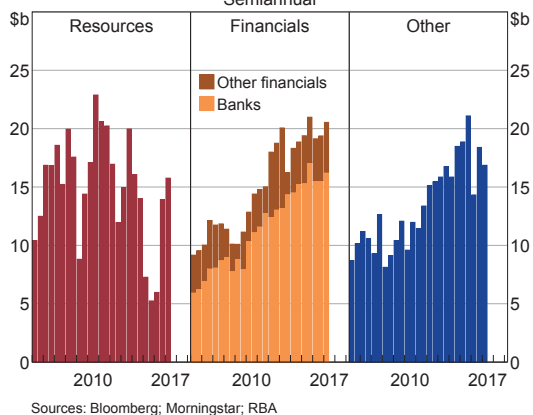 Semiannual
$b Resources Financials Other $b
25 25
Other financials
Banks
20 20
15 15
10 10
5 5
0 0
2010 2017 2010 2017 2010 2017
Sources: Bloomberg; Morningstar; RBA